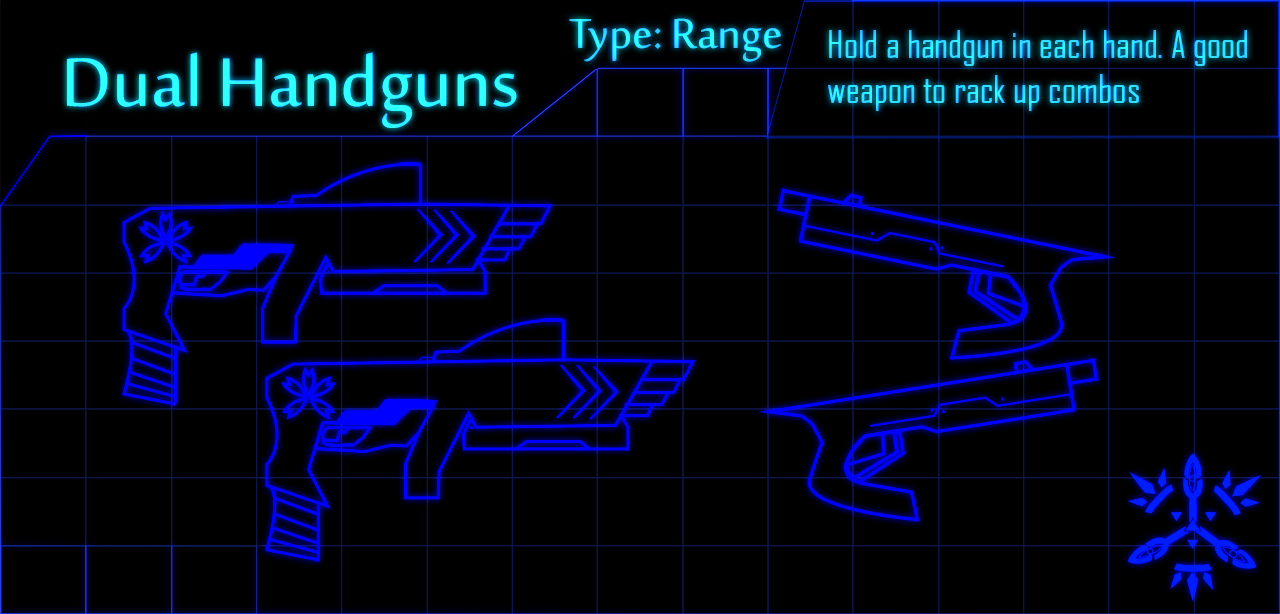 Dual Handguns
Type: Range
Hold a handgun in each hand. A good
weapon to rack up combos